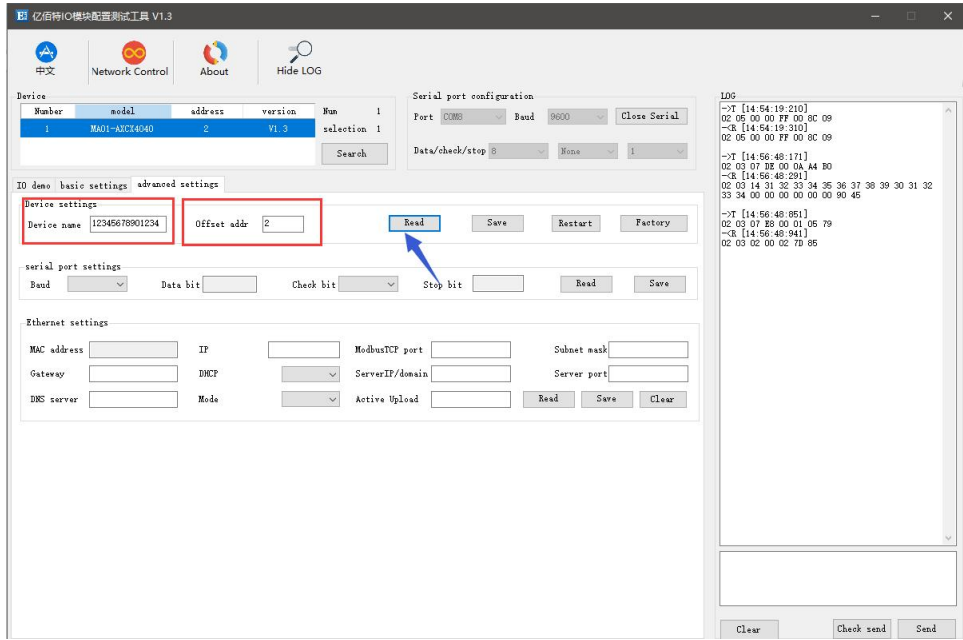 亿佰特IO模块配置测试工具 V1.3
中文 Network Control About Hide LOG
Device
Number model address version
1 MA01-AXCX4040 2 V1.3
Num 1
selection 1
Search
Serial port configuration
Port COM8 Baud 9600 Close Serial
Data/check/stop 8 None 1
IO demo basic settings advanced settings
Device settings
Device name 12345678901234 Offset addr 2 Read Save Restart Factory
serial port settings
Baud Data bit Check bit Stop bit Read Save
Ethernet settings
MAC address IP ModbusTCP port Subnet mask
Gateway DHCP ServerIP/domain Server port
DNS server Mode Active Upload Read Save Clear
LOG
->T [14:54:19:210]
02 05 00 00 FF 00 8C 09
-<R [14:54:19:310]
02 05 00 00 FF 00 8C 09
->T [14:56:48:171]
02 03 07 DE 00 0A A4 B0
-<R [14:56:48:291]
02 03 14 31 32 33 34 35 36 37 38 39 30 31 32
33 34 00 00 00 00 00 00 90 45
->T [14:56:48:851]
02 03 07 E8 00 01 05 79
-<R [14:56:48:941]
02 03 02 00 02 7D 85
Clear Check send Send